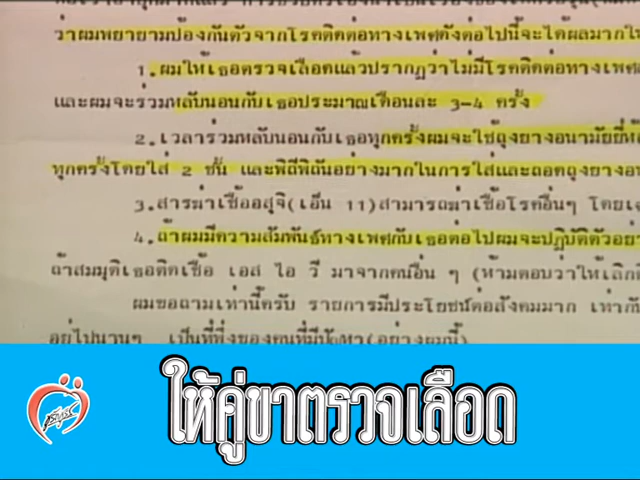 ว่าผมพยายามป้องกันตัวจากโรคติดต่อทางเพศดังต่อไปนี้จะได้ผลมากใ
1. ผมให้เธอตรวจเลือดแล้วปรากฏว่าไม่มีโรคติดต่อทางเพศ
และผมจะร่วมหลับนอนกับเธอประมาณเดือนละ 3-4 ครั้ง
2. เวลาร่วมหลับนอนกับเธอทุกครั้งผมจะใช้ถุงยางอนามัยยี่ห้อ
ทุกครั้งโดยใส่ 2 ชั้น และพิถีพิถันอย่างมากในการใส่และถอดถุงยางอน
3. สารฆ่าเชื้ออสุจิ(เอ็น 11)สามารถฆ่าเชื้อโรคอื่นๆ โดยเ
4. ถ้าผมมีความสัมพันธ์ทางเพศกับเธอต่อไปผมจะปฏิบัติตัวอย่า
ถ้าสมมุติเธอติดเชื้อ เอส ไอ วี มาจากคนอื่น ๆ (ห้ามตอบว่าให้เลิก
ผมขอถามเท่านี้ครับ รายการมีประโยชน์ต่อสังคมมาก เท่ากั
อยู่ไปนานๆ เป็นที่พึ่งของคนที่มีปัญหา(อย่างผมนี้)
ให้คู่ขาตรวจเลือด